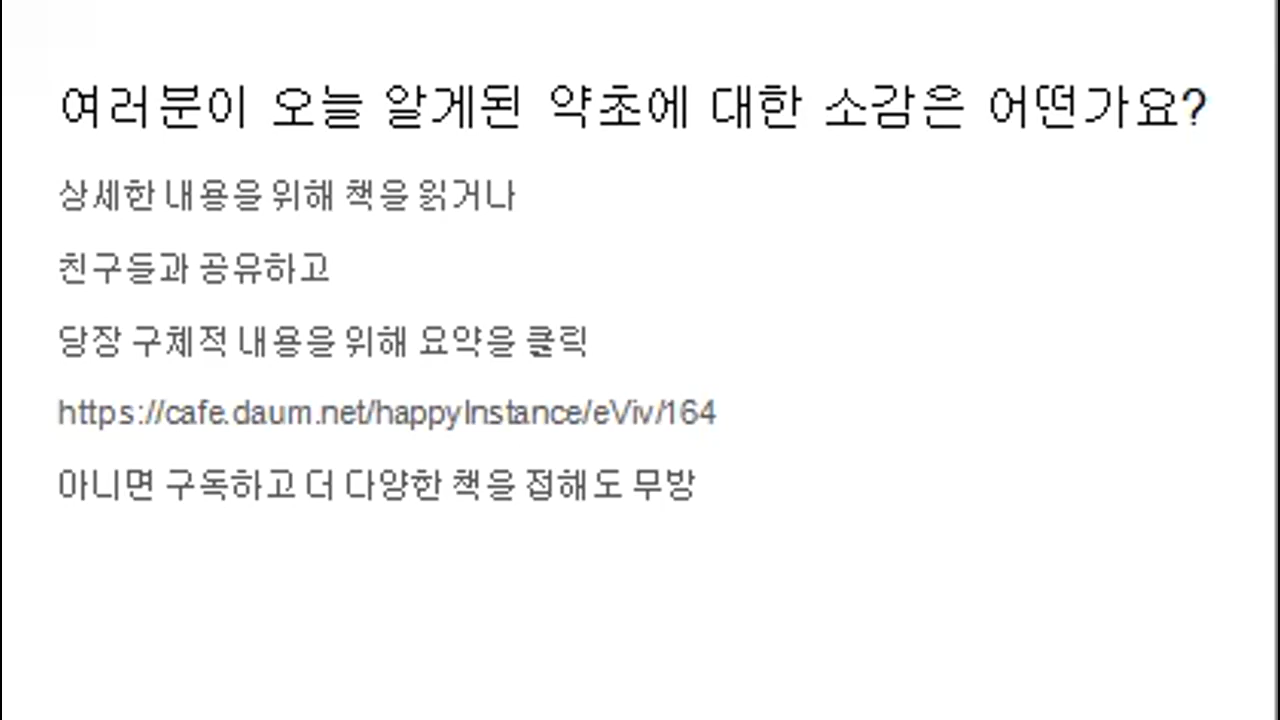 여러분이 오늘 알게된 약초에 대한 소감은 어떤가요?
상세한 내용을 위해 책을 읽거나
친구들과 공유하고
당장 구체적 내용을 위해 요약을 클릭
https://cafe.daum.net/happyInstance/eViv/164
아니면 구독하고 더 다양한 책을 접해도 무방